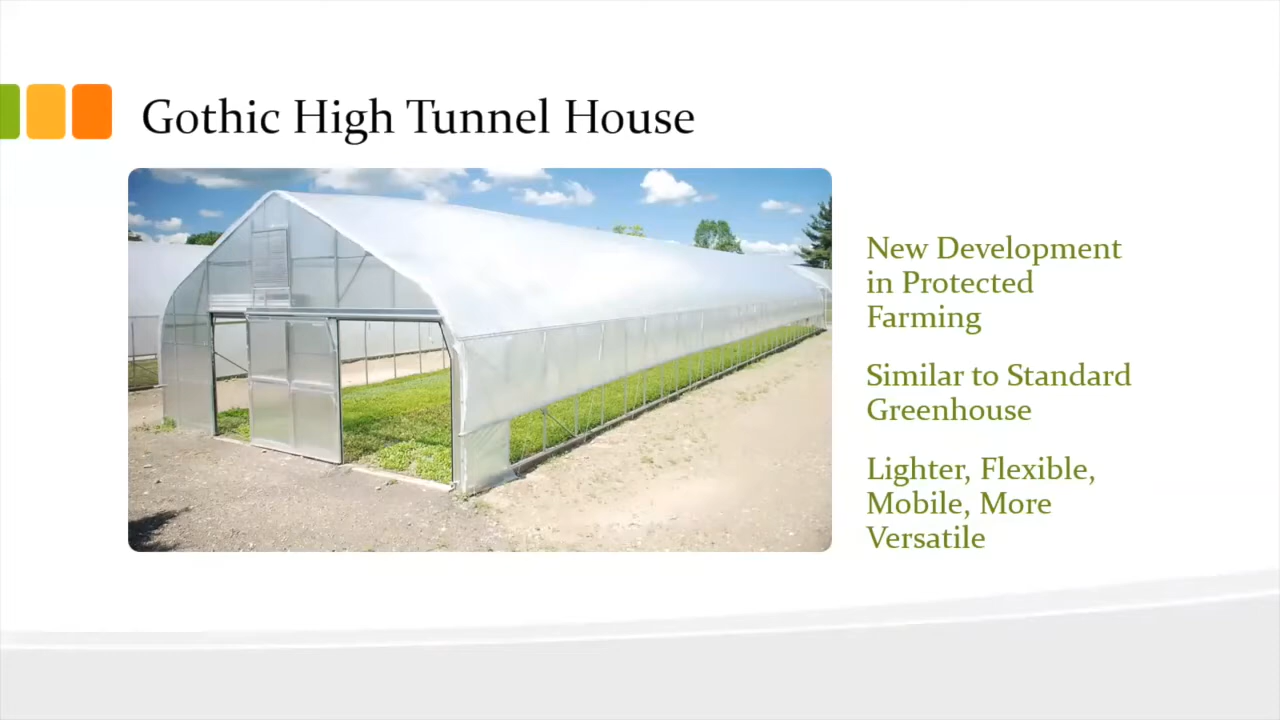 Gothic High Tunnel House
New Development
in Protected
Farming
Similar to Standard
Greenhouse
Lighter, Flexible,
Mobile, More
Versatile